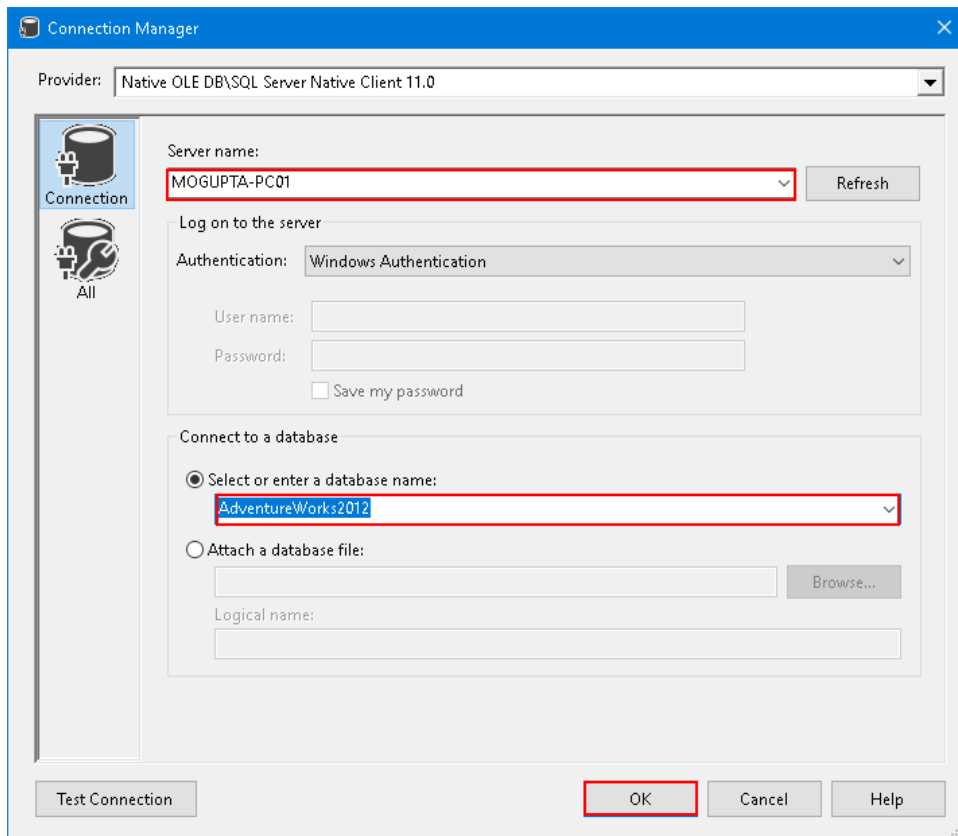 Connection Manager
Provider: Native OLE DB\SQL Server Native Client 11.0
Connection
All
Server name:
MOGUPTA-PC01
Refresh
Log on to the server
Authentication: Windows Authentication
User name:
Password:
Save my password
Connect to a database
Select or enter a database name:
AdventureWorks2012
Attach a database file:
Browse...
Logical name:
Test Connection
OK
Cancel
Help